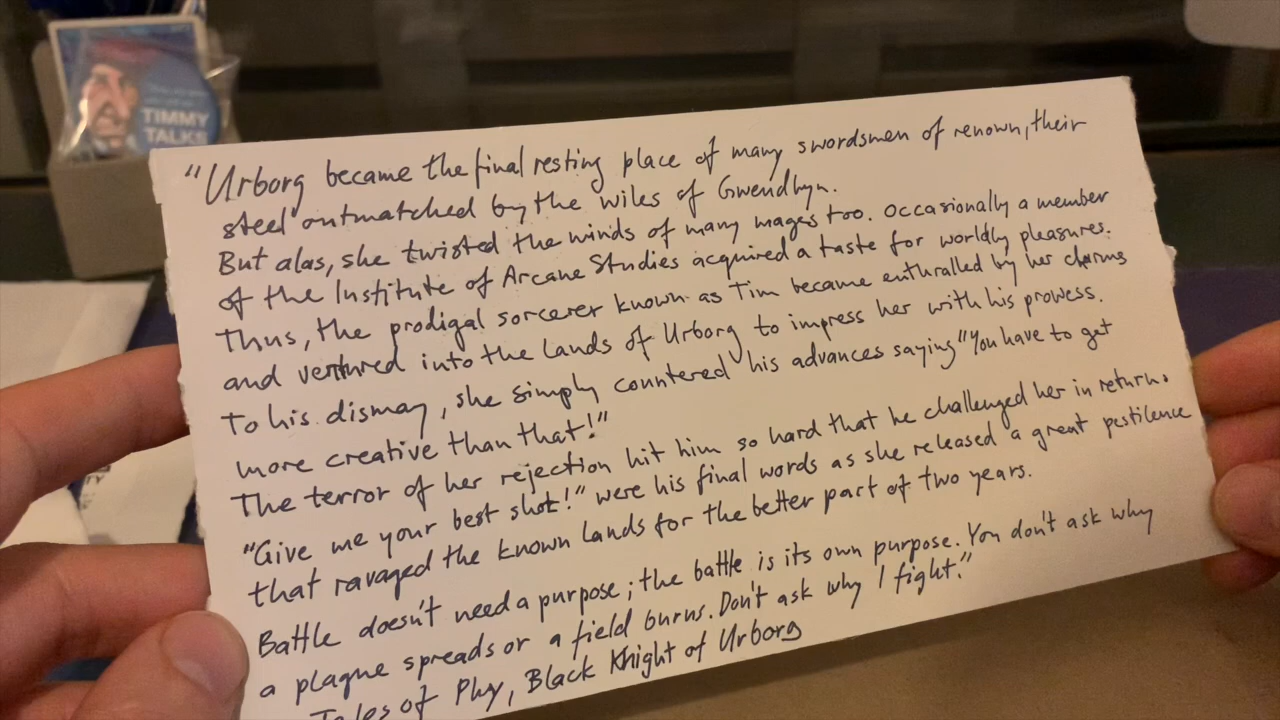 TIMMY
TALKS
"Urborg became the final resting place of many swordsmen of renown, their
steel outmatched by the wiles of Gwendlyn.
But alas, she twisted the minds of many mages too. Occasionally a member
of the Institute of Arcane Studies acquired a taste for worldly pleasures.
Thus, the prodigal sorcerer known as Tim became enthralled by her charms
and ventured into the lands of Urborg to impress her with his prowess.
To his dismay, she simply countered his advances saying "You have to get
more creative than that!"
The terror of her rejection hit him so hard that he challenged her in return.
"Give me your best shot!" were his final words as she released a great pestilence
that ravaged the known lands for the better part of two years.
Battle doesn't need a purpose; the battle is its own purpose. You don't ask why
a plague spreads or a field burns. Don't ask why I fight."
Tales of Phy, Black Knight of Urborg